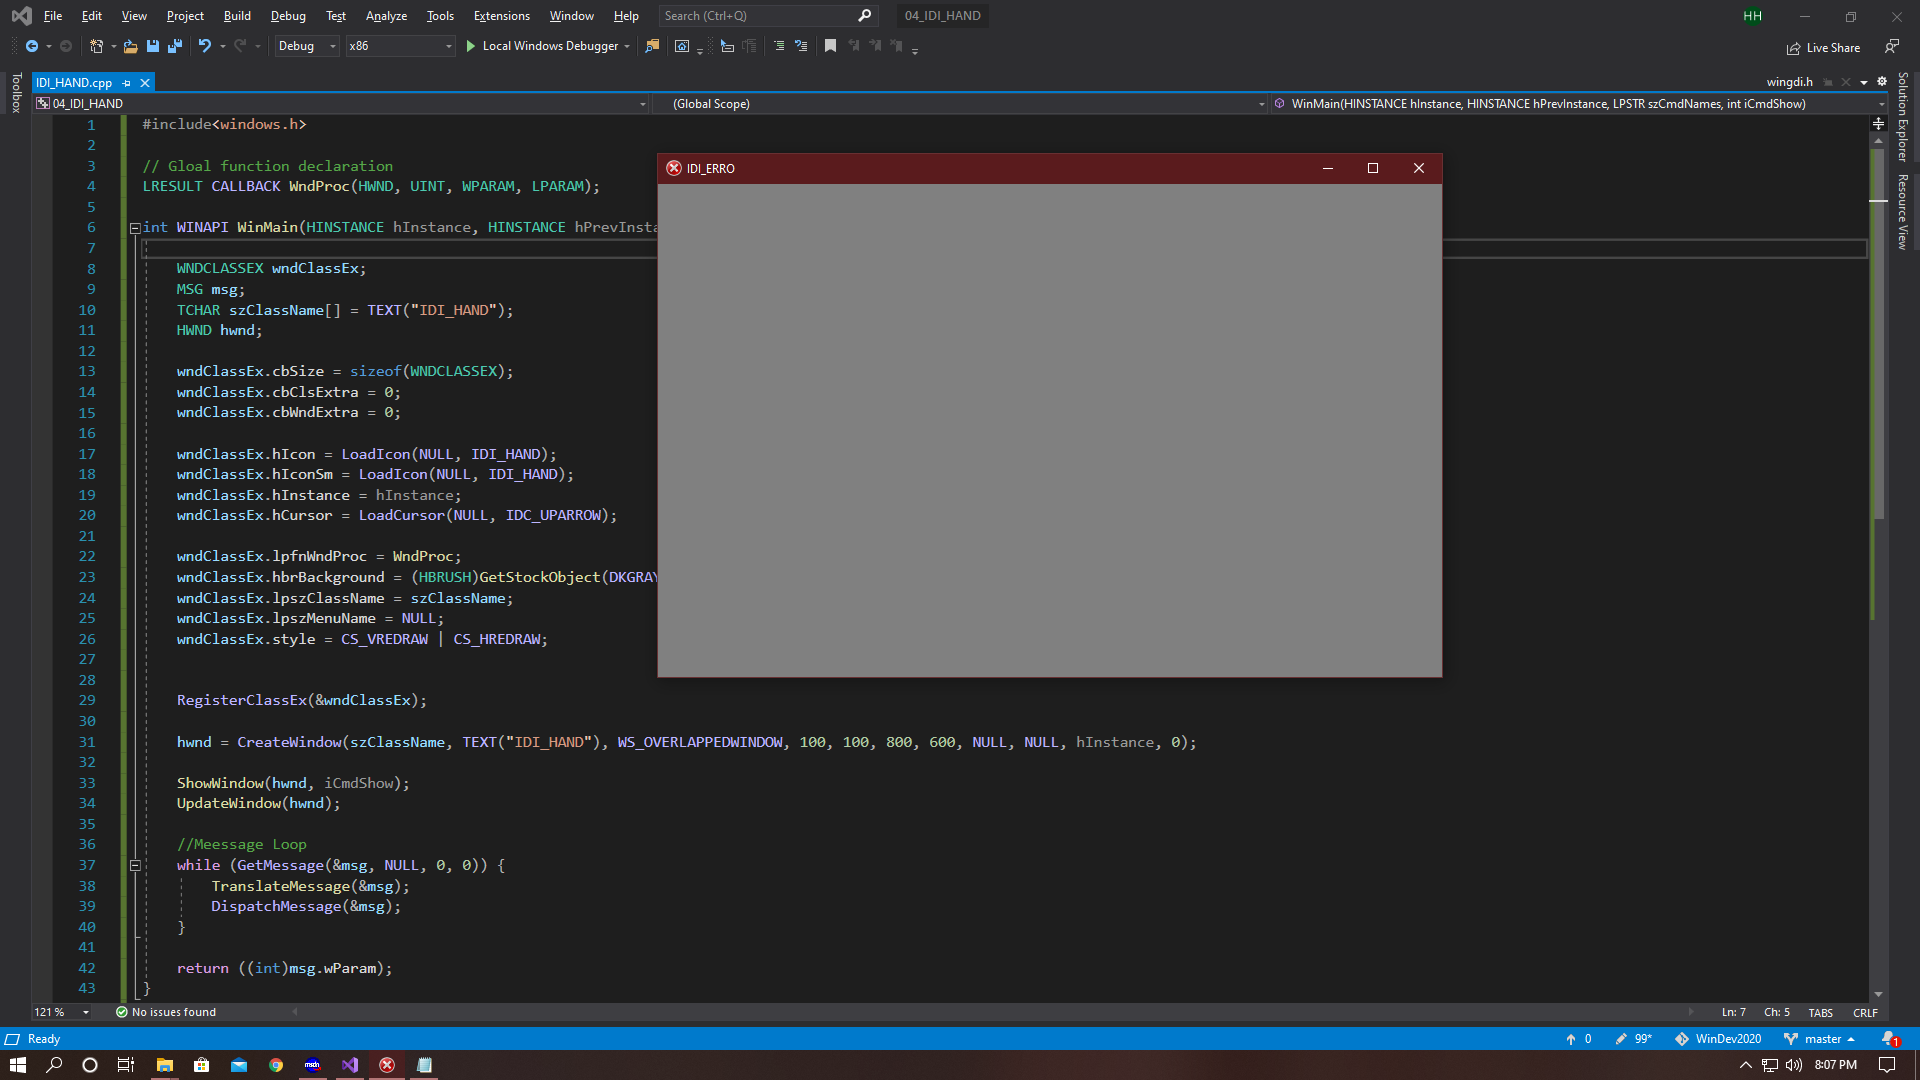 File Edit View Project Build Debug Test Analyze Tools Extensions Window Help Search (Ctrl+Q) 04_IDI_HAND HH
Debug x86 Local Windows Debugger Live Share
Toolbox
IDI_HAND.cpp wingdi.h
04_IDI_HAND (Global Scope) WinMain(HINSTANCE hInstance, HINSTANCE hPrevInstance, LPSTR szCmdNames, int iCmdShow)
Solution Explorer
Resource View
1 #include<windows.h>
2
3 // Gloal function declaration
4 LRESULT CALLBACK WndProc(HWND, UINT, WPARAM, LPARAM);
5
6 int WINAPI WinMain(HINSTANCE hInstance, HINSTANCE hPrevInsta
7
8 WNDCLASSEX wndClassEx;
9 MSG msg;
10 TCHAR szClassName[] = TEXT("IDI_HAND");
11 HWND hwnd;
12
13 wndClassEx.cbSize = sizeof(WNDCLASSEX);
14 wndClassEx.cbClsExtra = 0;
15 wndClassEx.cbWndExtra = 0;
16
17 wndClassEx.hIcon = LoadIcon(NULL, IDI_HAND);
18 wndClassEx.hIconSm = LoadIcon(NULL, IDI_HAND);
19 wndClassEx.hInstance = hInstance;
20 wndClassEx.hCursor = LoadCursor(NULL, IDC_UPARROW);
21
22 wndClassEx.lpfnWndProc = WndProc;
23 wndClassEx.hbrBackground = (HBRUSH)GetStockObject(DKGRAY
24 wndClassEx.lpszClassName = szClassName;
25 wndClassEx.lpszMenuName = NULL;
26 wndClassEx.style = CS_VREDRAW | CS_HREDRAW;
27
28
29 RegisterClassEx(&wndClassEx);
30
31 hwnd = CreateWindow(szClassName, TEXT("IDI_HAND"), WS_OVERLAPPEDWINDOW, 100, 100, 800, 600, NULL, NULL, hInstance, 0);
32
33 ShowWindow(hwnd, iCmdShow);
34 UpdateWindow(hwnd);
35
36 //Meessage Loop
37 while (GetMessage(&msg, NULL, 0, 0)) {
38 TranslateMessage(&msg);
39 DispatchMessage(&msg);
40 }
41
42 return ((int)msg.wParam);
43 }
IDI_ERRO
121 % No issues found Ln: 7 Ch: 5 TABS CRLF
Ready 0 99* WinDev2020 master 1
msdn 8:07 PM